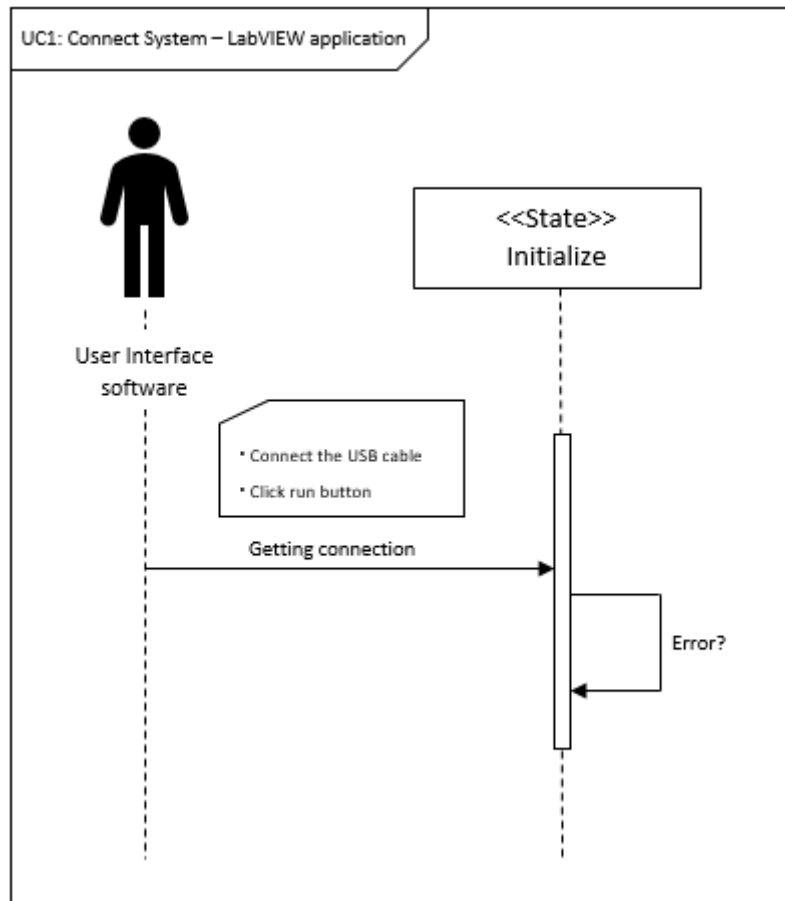 UC1: Connect System – LabVIEW application
<<State>>
Initialize
User Interface
software
• Connect the USB cable
• Click run button
Getting connection
Error?